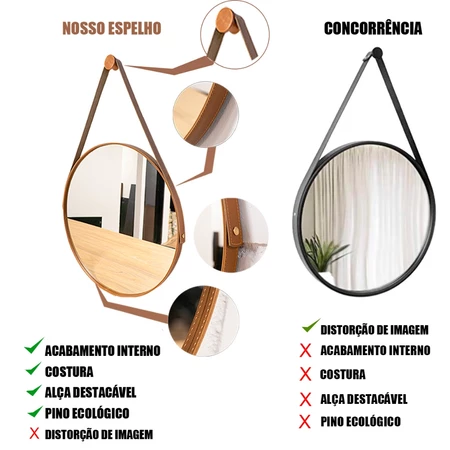 NOSSO ESPELHO
CONCORRÊNCIA
ACABAMENTO INTERNO
COSTURA
ALÇA DESTACÁVEL
PINO ECOLÓGICO
DISTORÇÃO DE IMAGEM
DISTORÇÃO DE IMAGEM
ACABAMENTO INTERNO
COSTURA
ALÇA DESTACÁVEL
PINO ECOLÓGICO